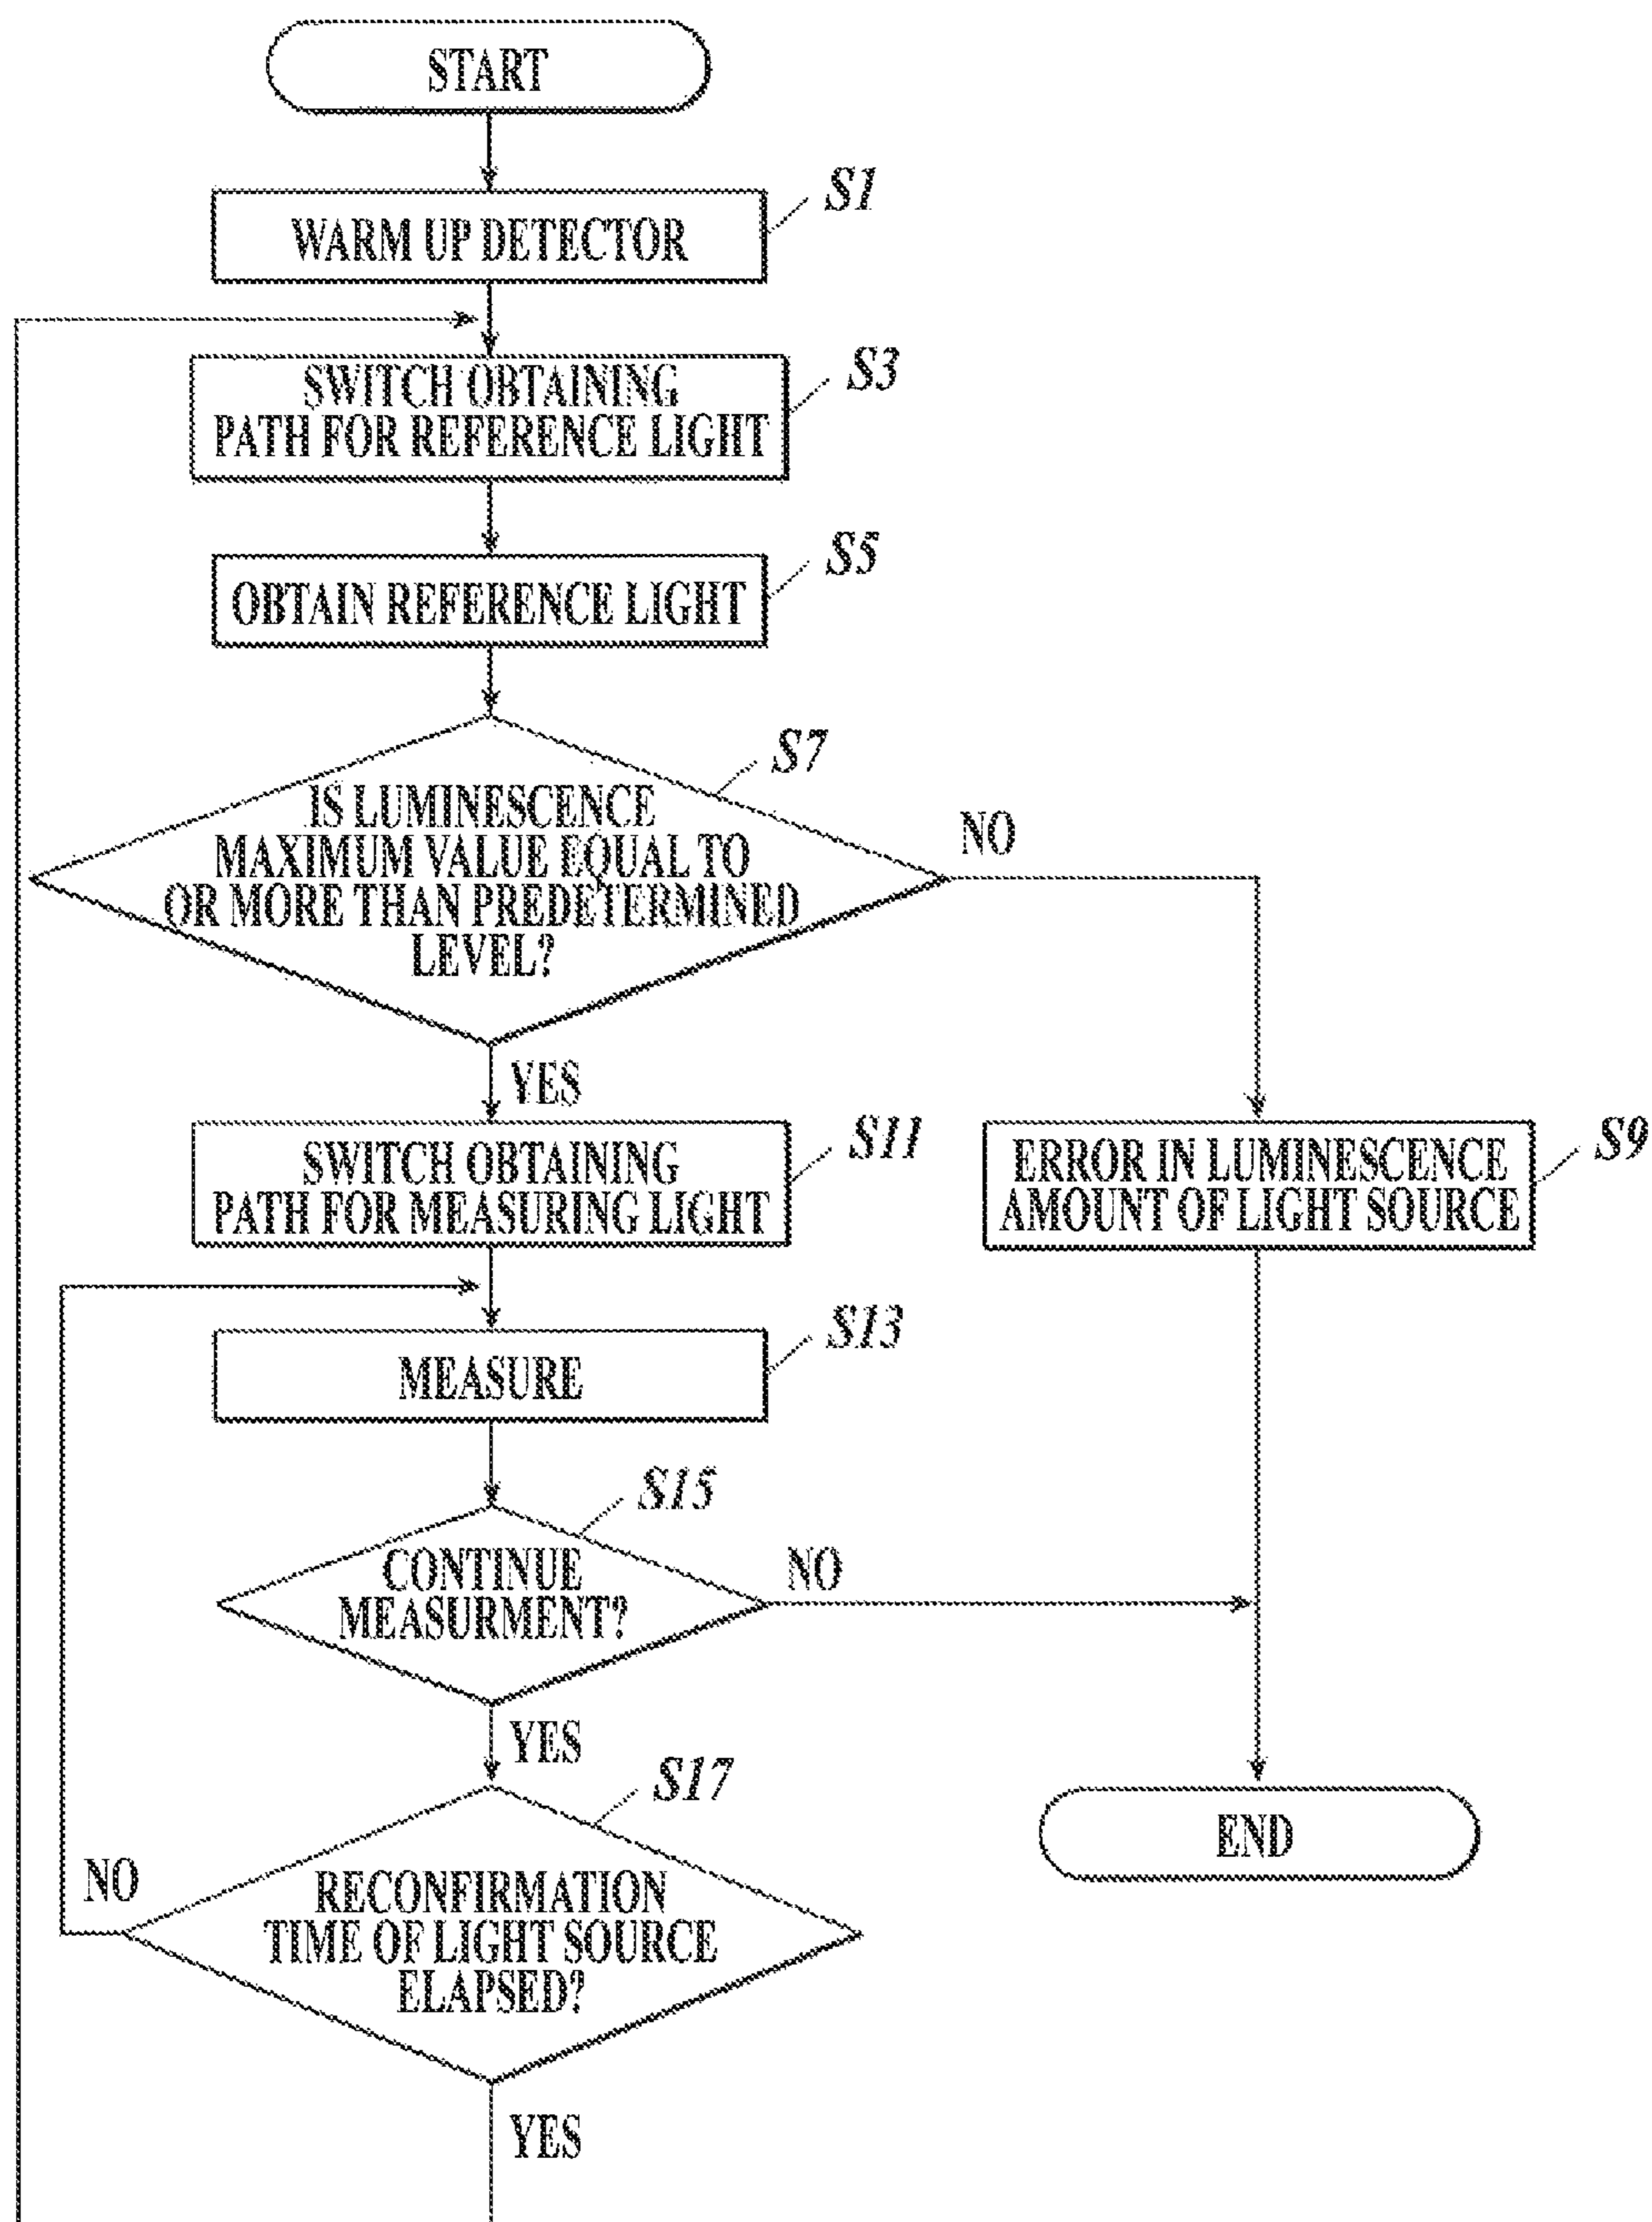 START
S1
WARM UP DETECTOR
S3
SWITCH OBTAINING
PATH FOR REFERENCE LIGHT
S5
OBTAIN REFERENCE LIGHT
S7
IS LUMINESCENCE
MAXIMUM VALUE EQUAL TO
OR MORE THAN PREDETERMINED
LEVEL?
NO
YES
S11
SWITCH OBTAINING
PATH FOR MEASURING LIGHT
S9
ERROR IN LUMINESCENCE
AMOUNT OF LIGHT SOURCE
S13
MEASURE
S15
CONTINUE
MEASURMENT?
NO
YES
S17
RECONFIRMATION
TIME OF LIGHT SOURCE
ELAPSED?
NO
END
YES